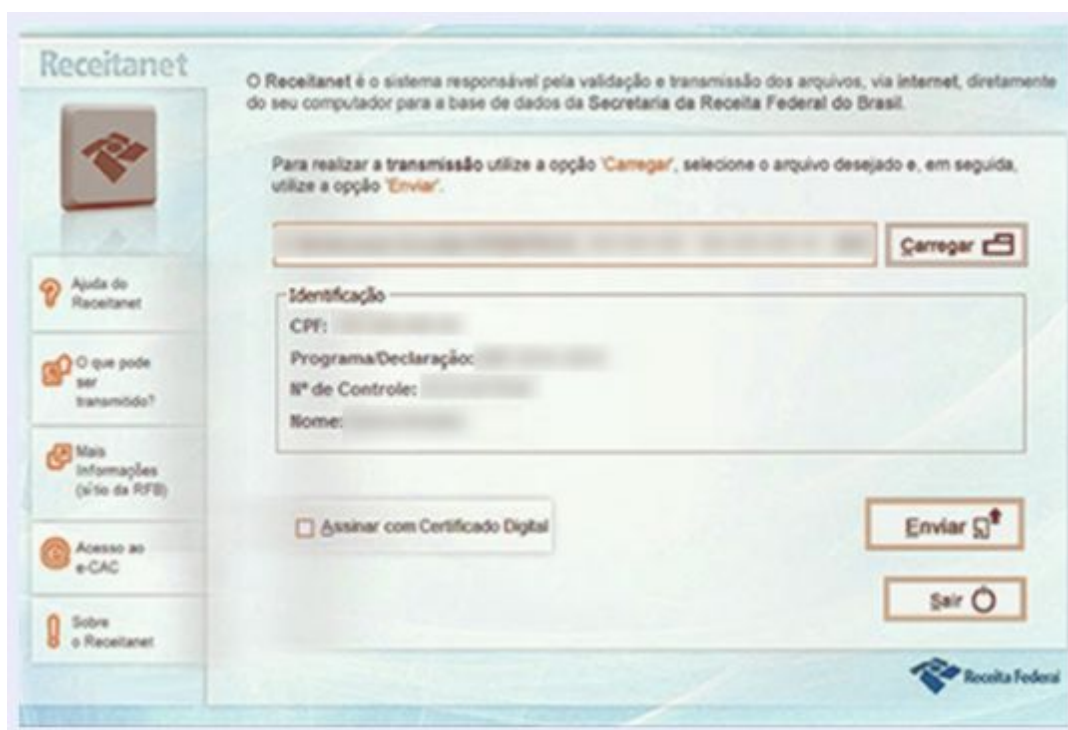 Receitanet
O Receitanet é o sistema responsável pela validação e transmissão dos arquivos, via internet, diretamente
do seu computador para a base de dados da Secretaria da Receita Federal do Brasil.
Para realizar a transmissão utilize a opção 'Carregar', selecione o arquivo desejado e, em seguida,
utilize a opção 'Enviar'.
Carregar
Identificação
CPF:
Programa/Declaração:
Nº de Controle:
Nome:
Assinar com Certificado Digital
Enviar
Sair
Ajuda do
Receitanet
O que pode
ser
transmitido?
Mais
Informações
(sítio da RFB)
Acesso ao
e-CAC
Sobre
o Receitanet
Receita Federal